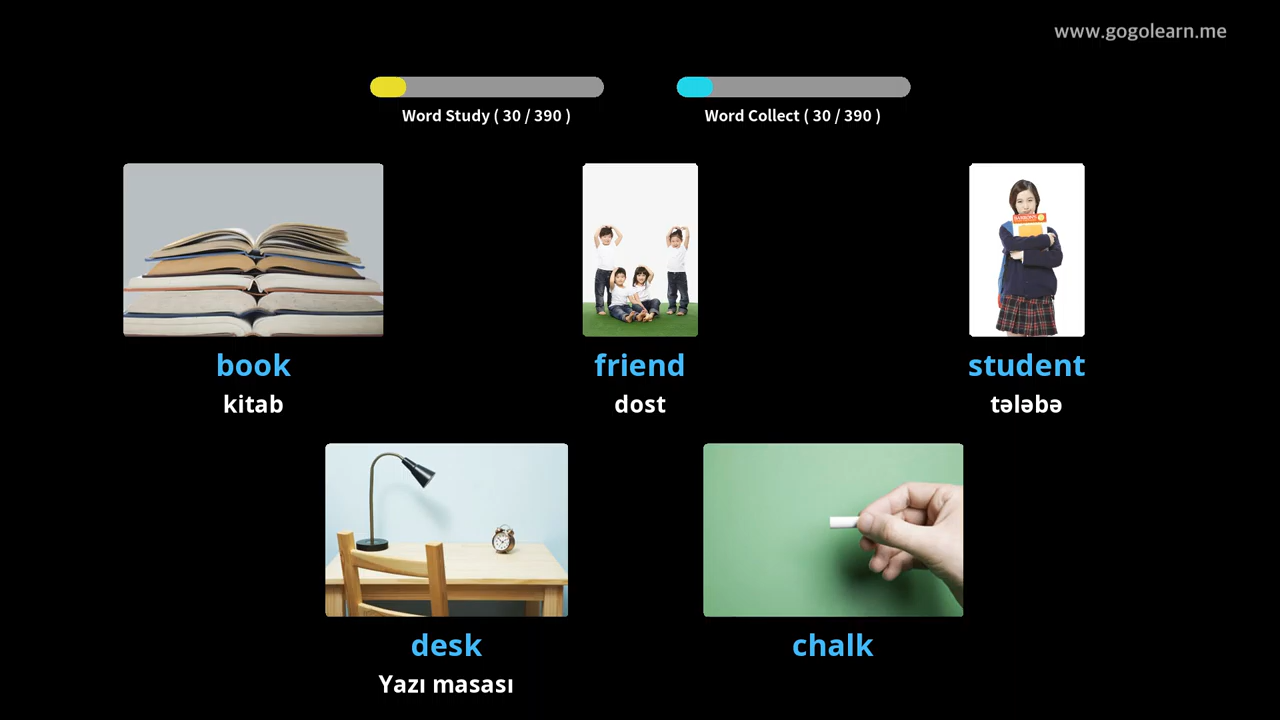 www.gogolearn.me
Word Study ( 30 / 390 )
Word Collect ( 30 / 390 )
book
friend
student
kitab
dost
tələbə
desk
chalk
Yazı masası